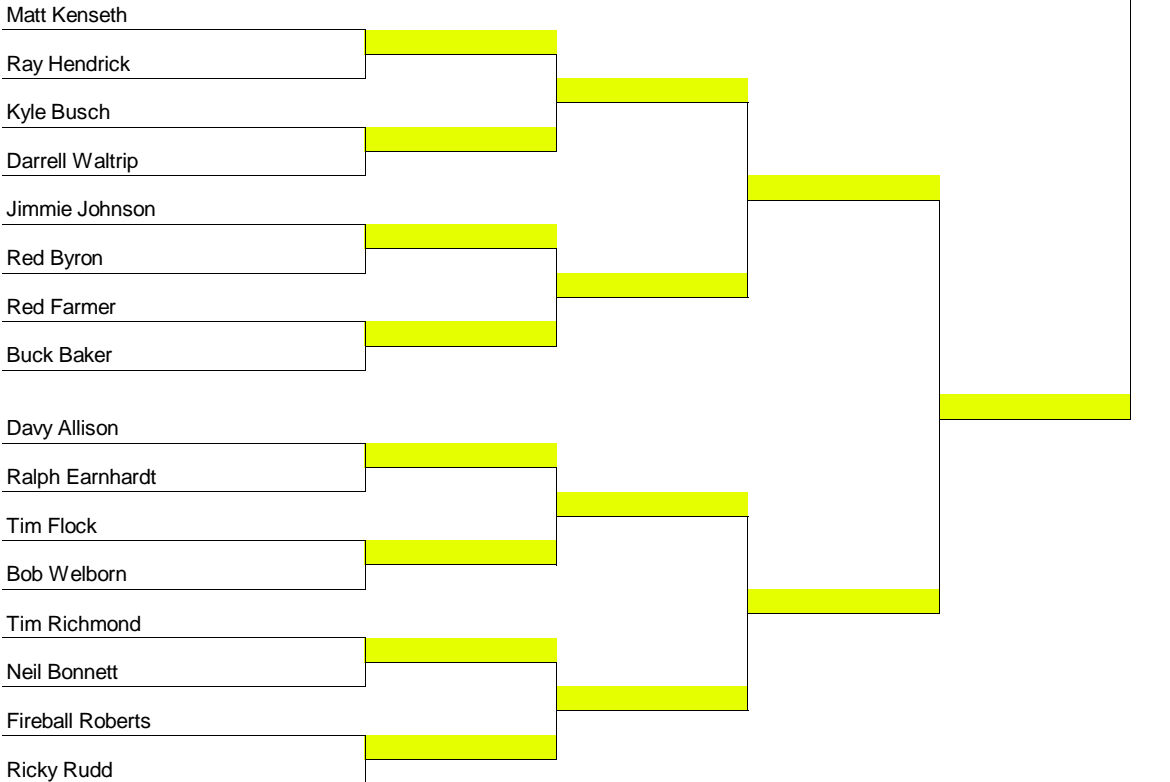 Matt Kenseth
Ray Hendrick
Kyle Busch
Darrell Waltrip
Jimmie Johnson
Red Byron
Red Farmer
Buck Baker
Davy Allison
Ralph Earnhardt
Tim Flock
Bob Welborn
Tim Richmond
Neil Bonnett
Fireball Roberts
Ricky Rudd